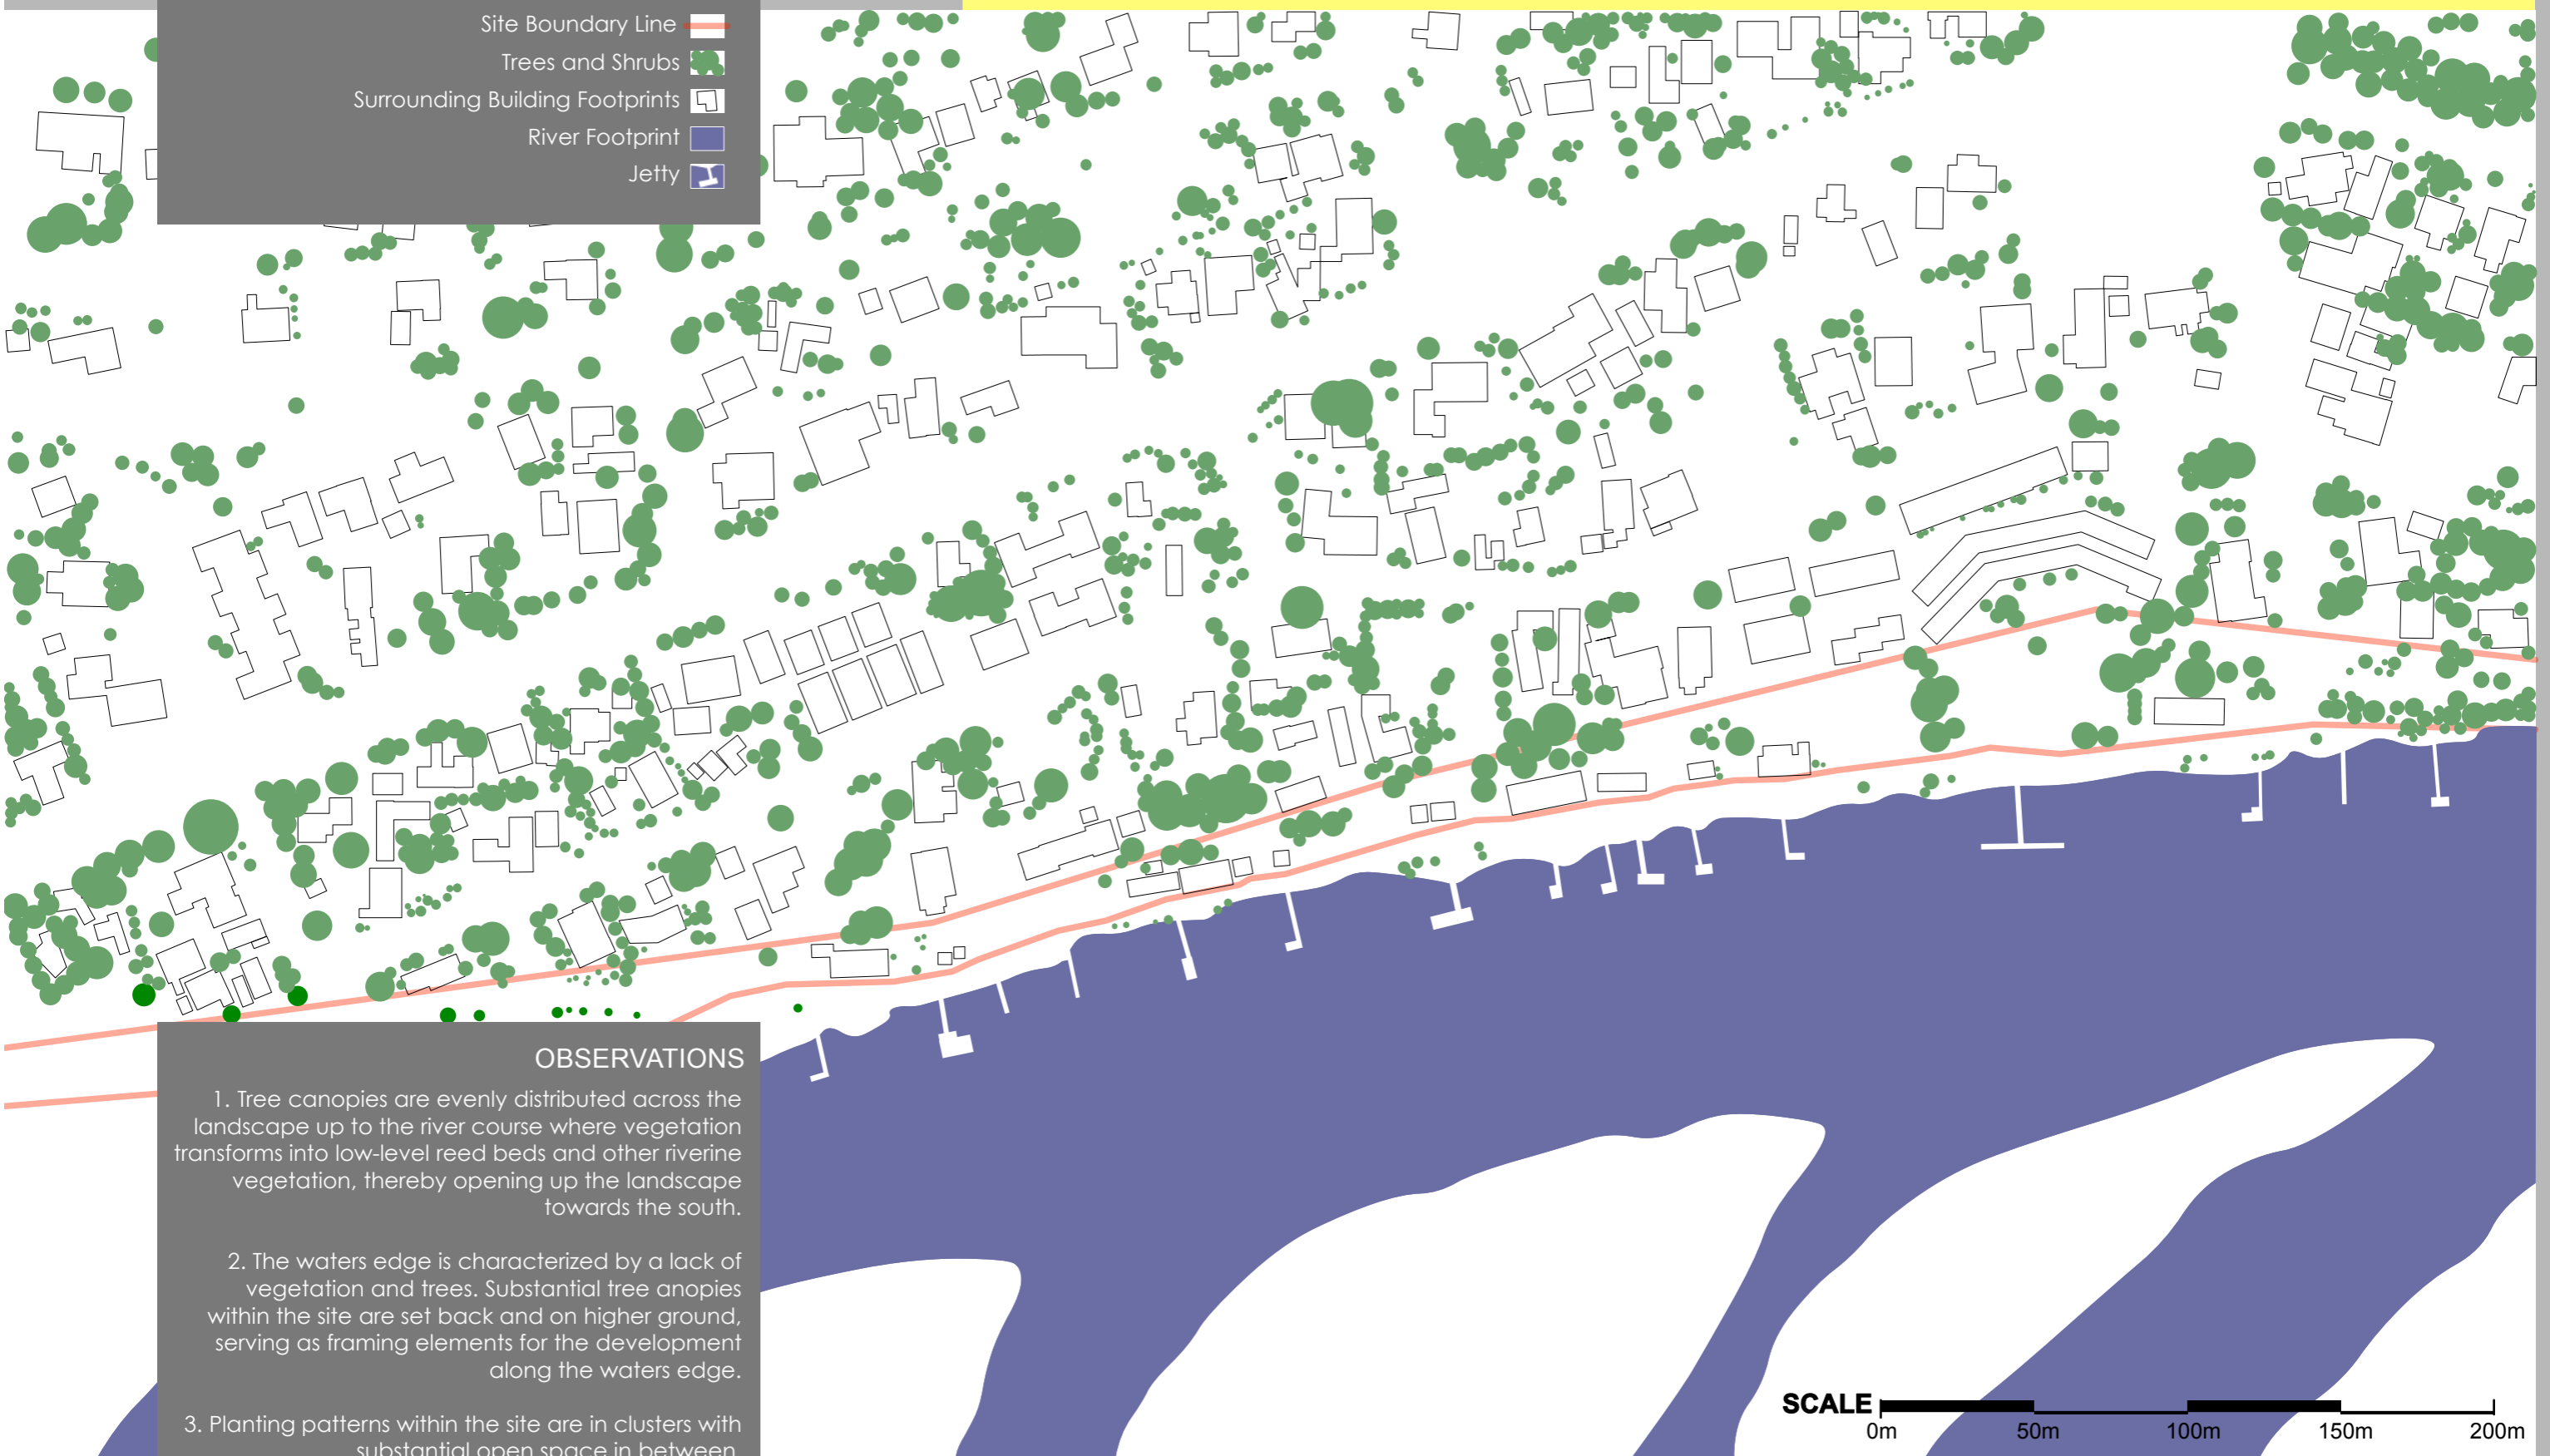 Site Boundary Line
Trees and Shrubs
Surrounding Building Footprints
River Footprint
Jetty
OBSERVATIONS
1. Tree canopies are evenly distributed across the
landscape up to the river course where vegetation
transforms into low-level reed beds and other riverine
vegetation, thereby opening up the landscape
towards the south.
2. The waters edge is characterized by a lack of
vegetation and trees. Substantial tree anopies
within the site are set back and on higher ground,
serving as framing elements for the development
along the waters edge.
3. Planting patterns within the site are in clusters with
substantial open space in between.
SCALE
0m 50m 100m 150m 200m